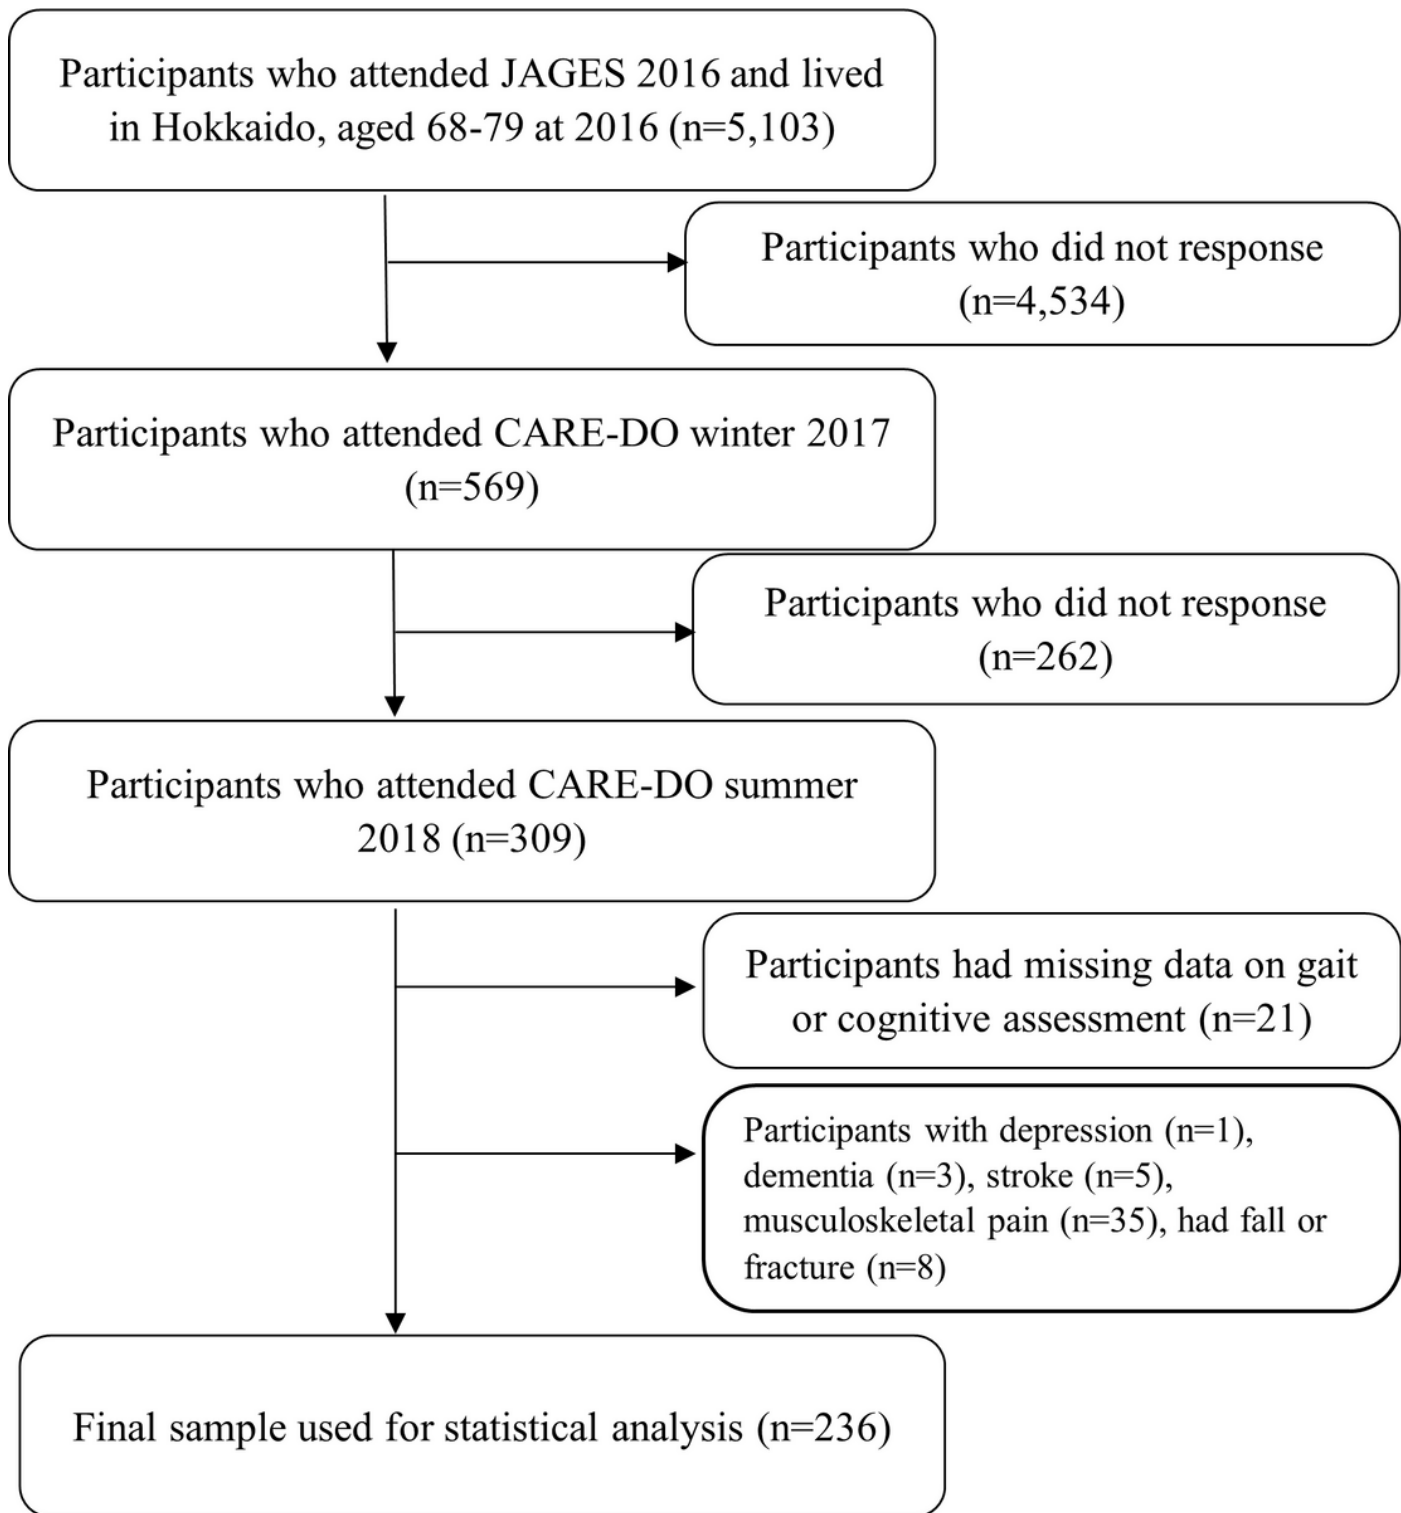 Participants who attended JAGES 2016 and lived
in Hokkaido, aged 68-79 at 2016 (n=5,103)
Participants who did not response
(n=4,534)
Participants who attended CARE-DO winter 2017
(n=569)
Participants who did not response
(n=262)
Participants who attended CARE-DO summer
2018 (n=309)
Participants had missing data on gait
or cognitive assessment (n=21)
Participants with depression (n=1),
dementia (n=3), stroke (n=5),
musculoskeletal pain (n=35), had fall or
fracture (n=8)
Final sample used for statistical analysis (n=236)